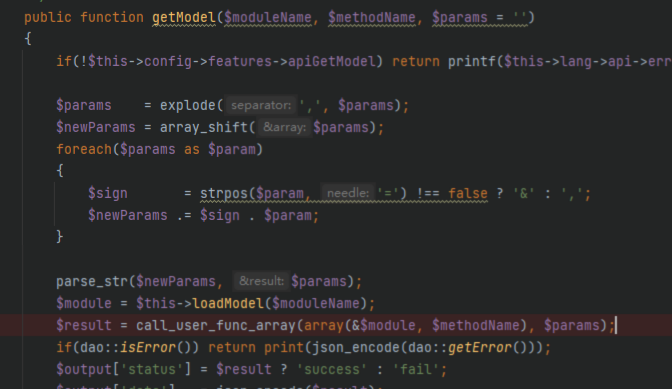 public function getModel($moduleName, $methodName, $params = '')
{
if(!$this->config->features->apiGetModel) return printf($this->lang->api->err
$params = explode( separator: ',', $params);
$newParams = array_shift( &array: $params);
foreach($params as $param)
{
$sign = strpos($param, needle: '=') !== false ? '&' : ',';
$newParams .= $sign . $param;
}
parse_str($newParams, &result: $params);
$module = $this->loadModel($moduleName);
$result = call_user_func_array(array(&$module, $methodName), $params);
if(dao::isError()) return print(json_encode(dao::getError()));
$output['status'] = $result ? 'success' : 'fail';